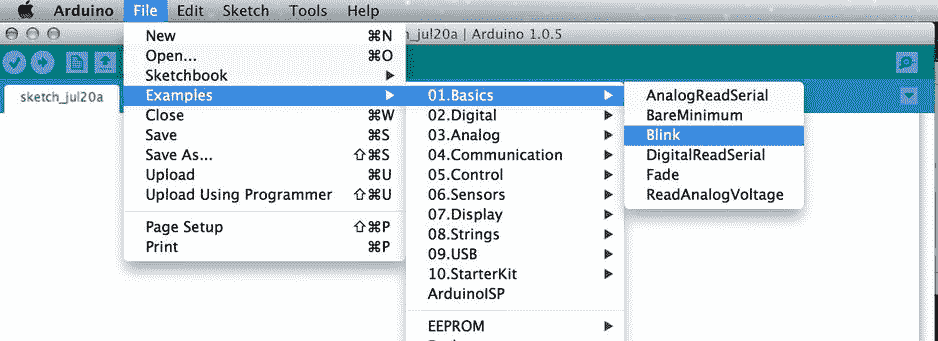 Arduino File Edit Sketch Tools Help
h_jul20a | Arduino 1.0.5
sketch_jul20a
New ⌘N
Open... ⌘O
Sketchbook
Examples
Close ⌘W
Save ⌘S
Save As... ⇧⌘S
Upload ⌘U
Upload Using Programmer ⇧⌘U
Page Setup ⇧⌘P
Print ⌘P
01.Basics
02.Digital
03.Analog
04.Communication
05.Control
06.Sensors
07.Display
08.Strings
09.USB
10.StarterKit
ArduinoISP
EEPROM
AnalogReadSerial
BareMinimum
Blink
DigitalReadSerial
Fade
ReadAnalogVoltage